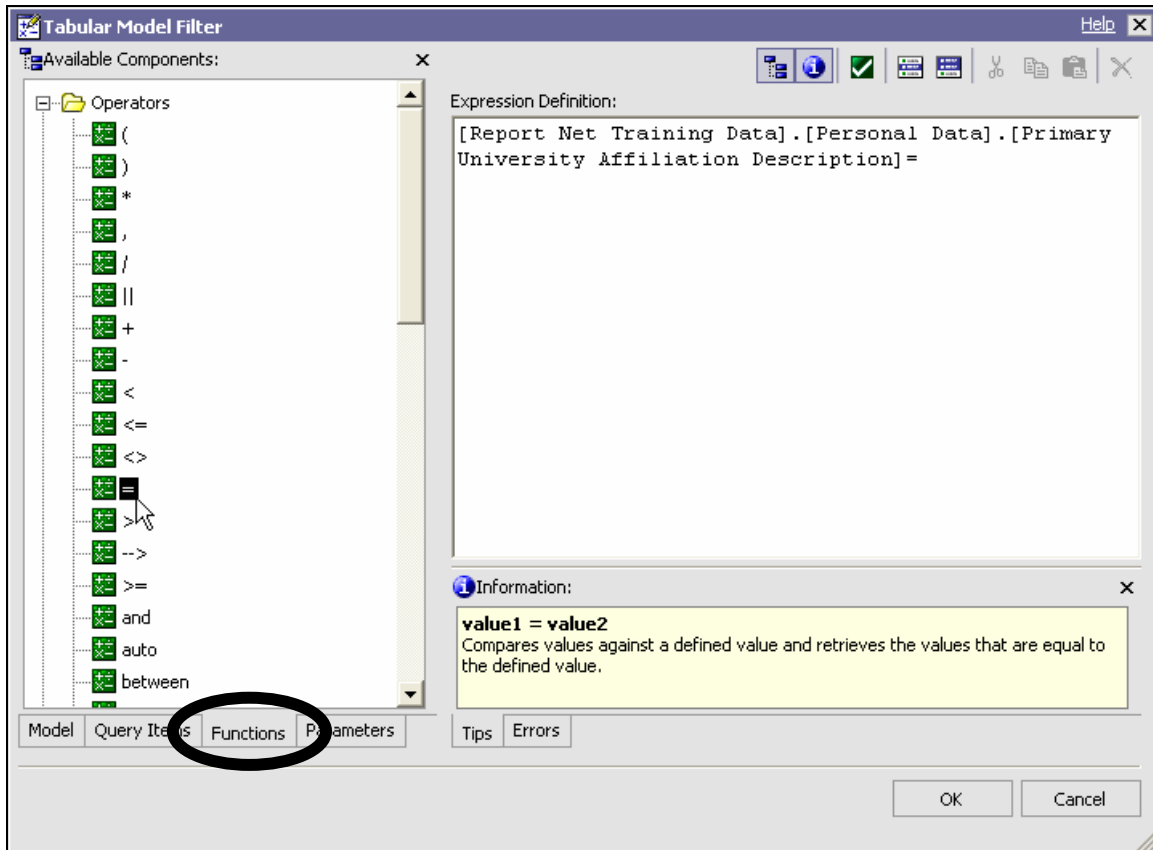 Tabular Model Filter
Help
Available Components:
Operators
(
)
*
,
/
||
+
-
<
<=
<>
=
>
-->
>=
and
auto
between
Model
Query Items
Functions
Parameters
Expression Definition:
[Report Net Training Data].[Personal Data].[Primary
University Affiliation Description]=
Information:
value1 = value2
Compares values against a defined value and retrieves the values that are equal to
the defined value.
Tips
Errors
OK
Cancel